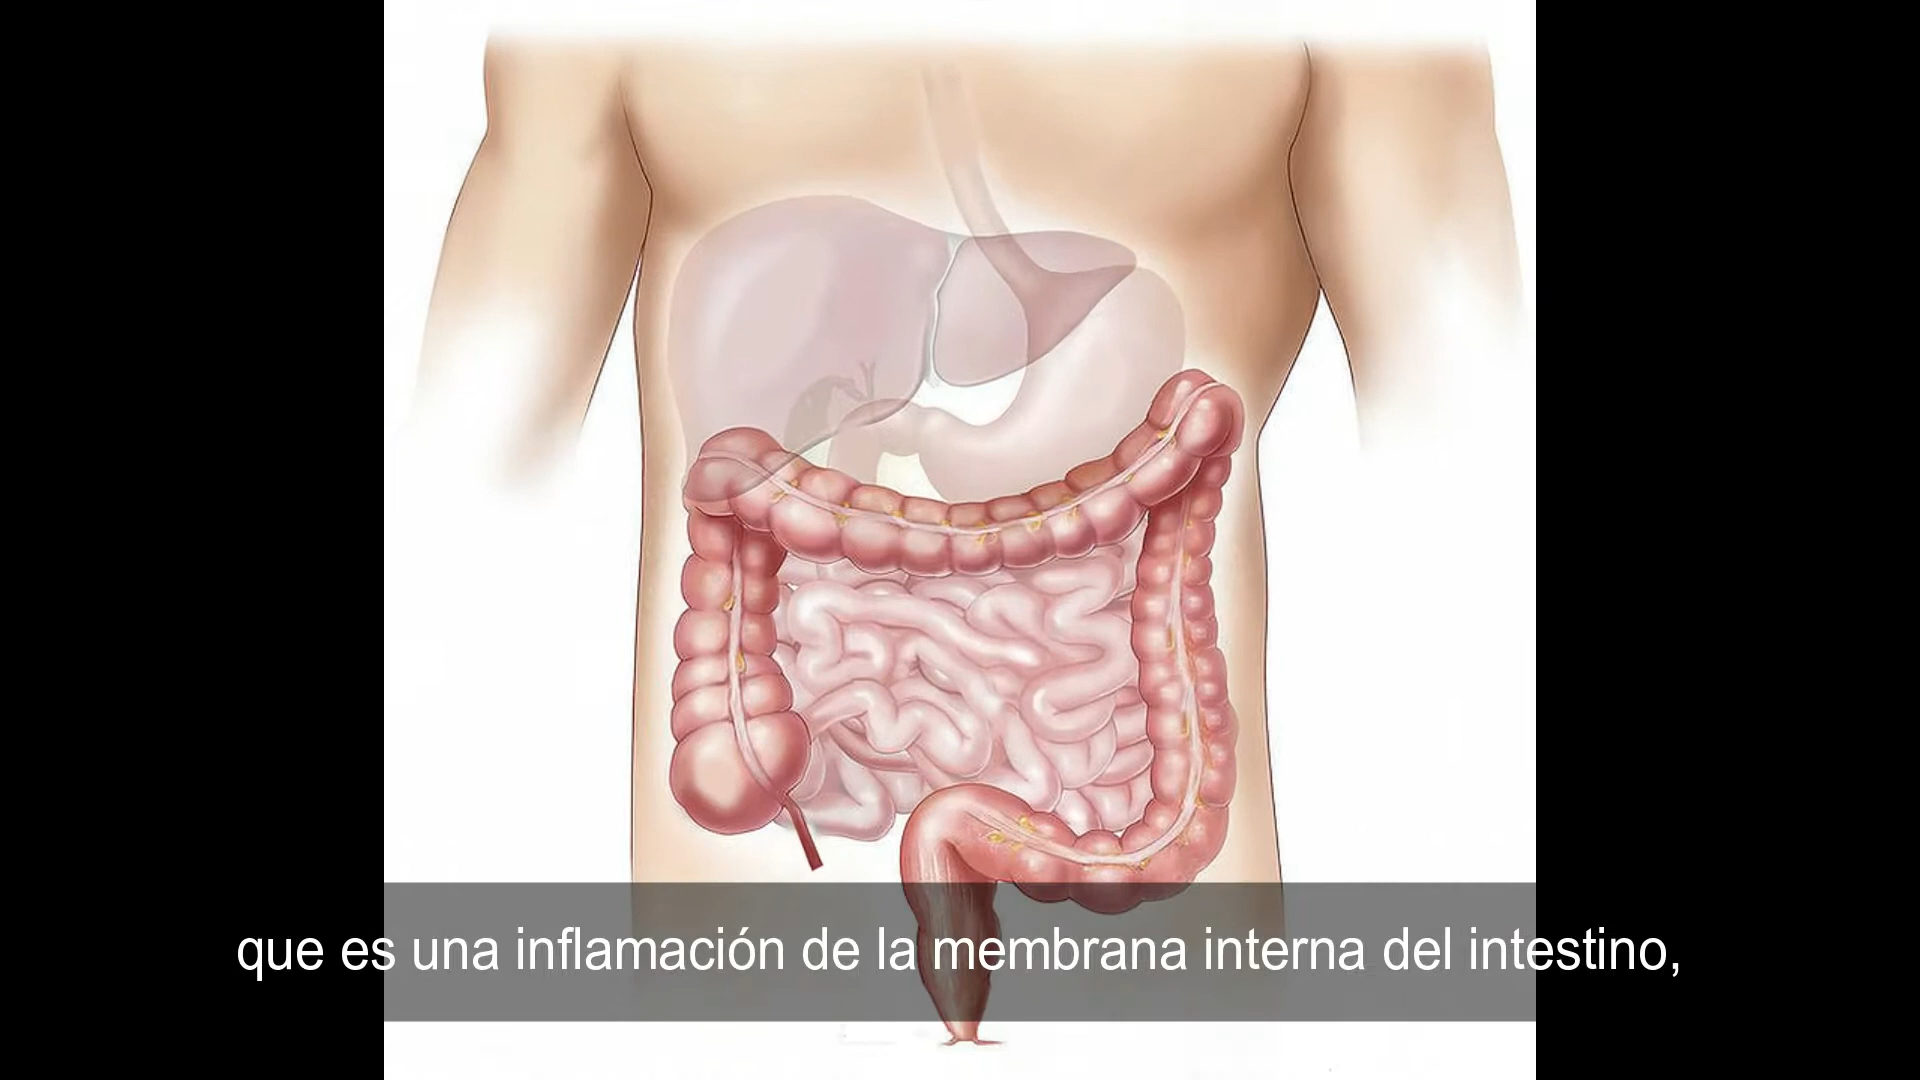 que es una inflamación de la membrana interna del intestino,